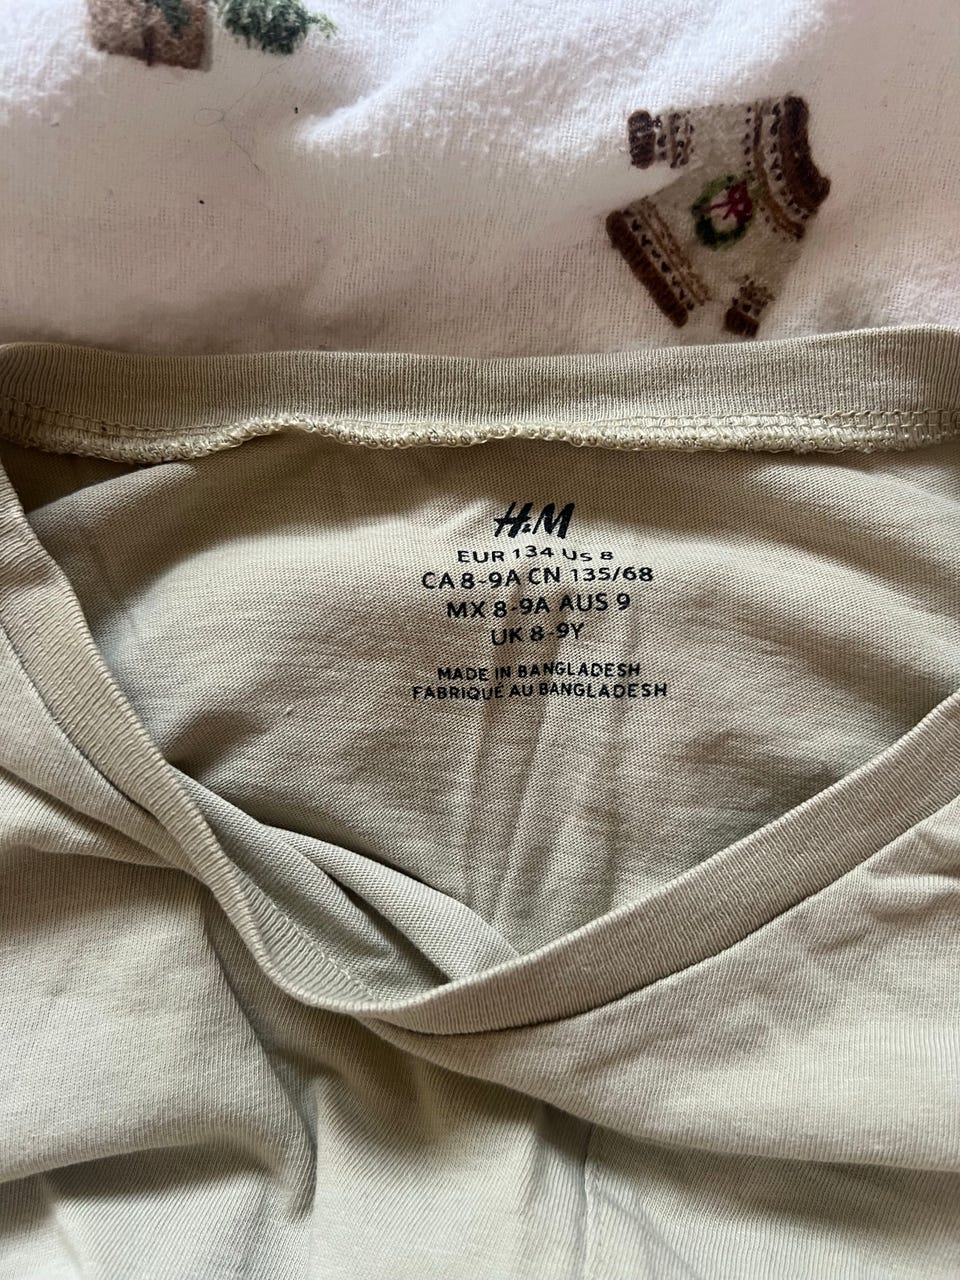 H&M
EUR 134 US 8
CA 8-9A CN 135/68
MX 8-9A AUS 9
UK 8-9Y
MADE IN BANGLADESH
FABRIQUÉ AU BANGLADESH